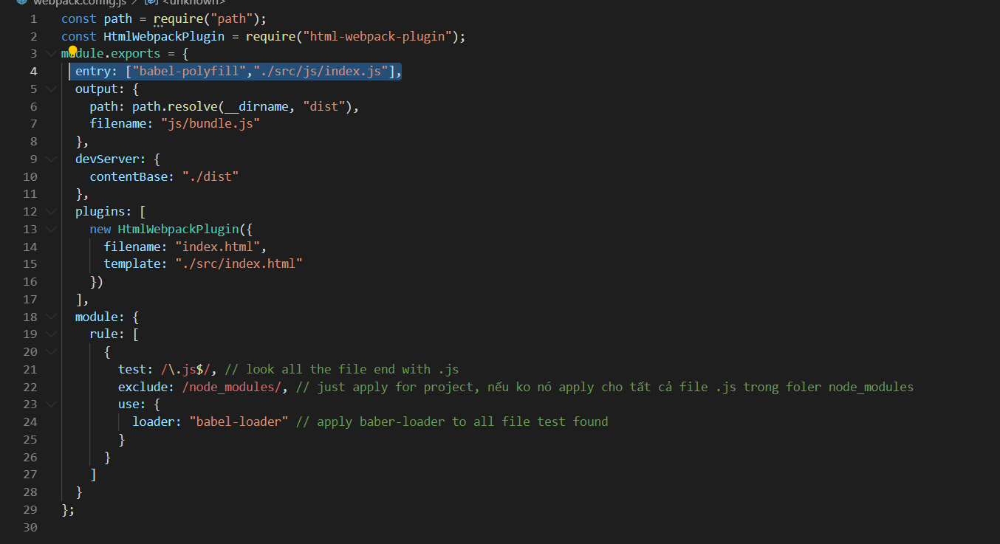 webpack.config.js > <unknown>
1 const path = require("path");
2 const HtmlWebpackPlugin = require("html-webpack-plugin");
3 module.exports = {
4   entry: ["babel-polyfill","./src/js/index.js"],
5   output: {
6     path: path.resolve(__dirname, "dist"),
7     filename: "js/bundle.js"
8   },
9   devServer: {
10     contentBase: "./dist"
11   },
12   plugins: [
13     new HtmlWebpackPlugin({
14       filename: "index.html",
15       template: "./src/index.html"
16     })
17   ],
18   module: {
19     rule: [
20       {
21         test: /\.js$/, // look all the file end with .js
22         exclude: /node_modules/, // just apply for project, nếu ko nó apply cho tất cả file .js trong foler node_modules
23         use: {
24           loader: "babel-loader" // apply baber-loader to all file test found
25         }
26       }
27     ]
28   }
29 };
30